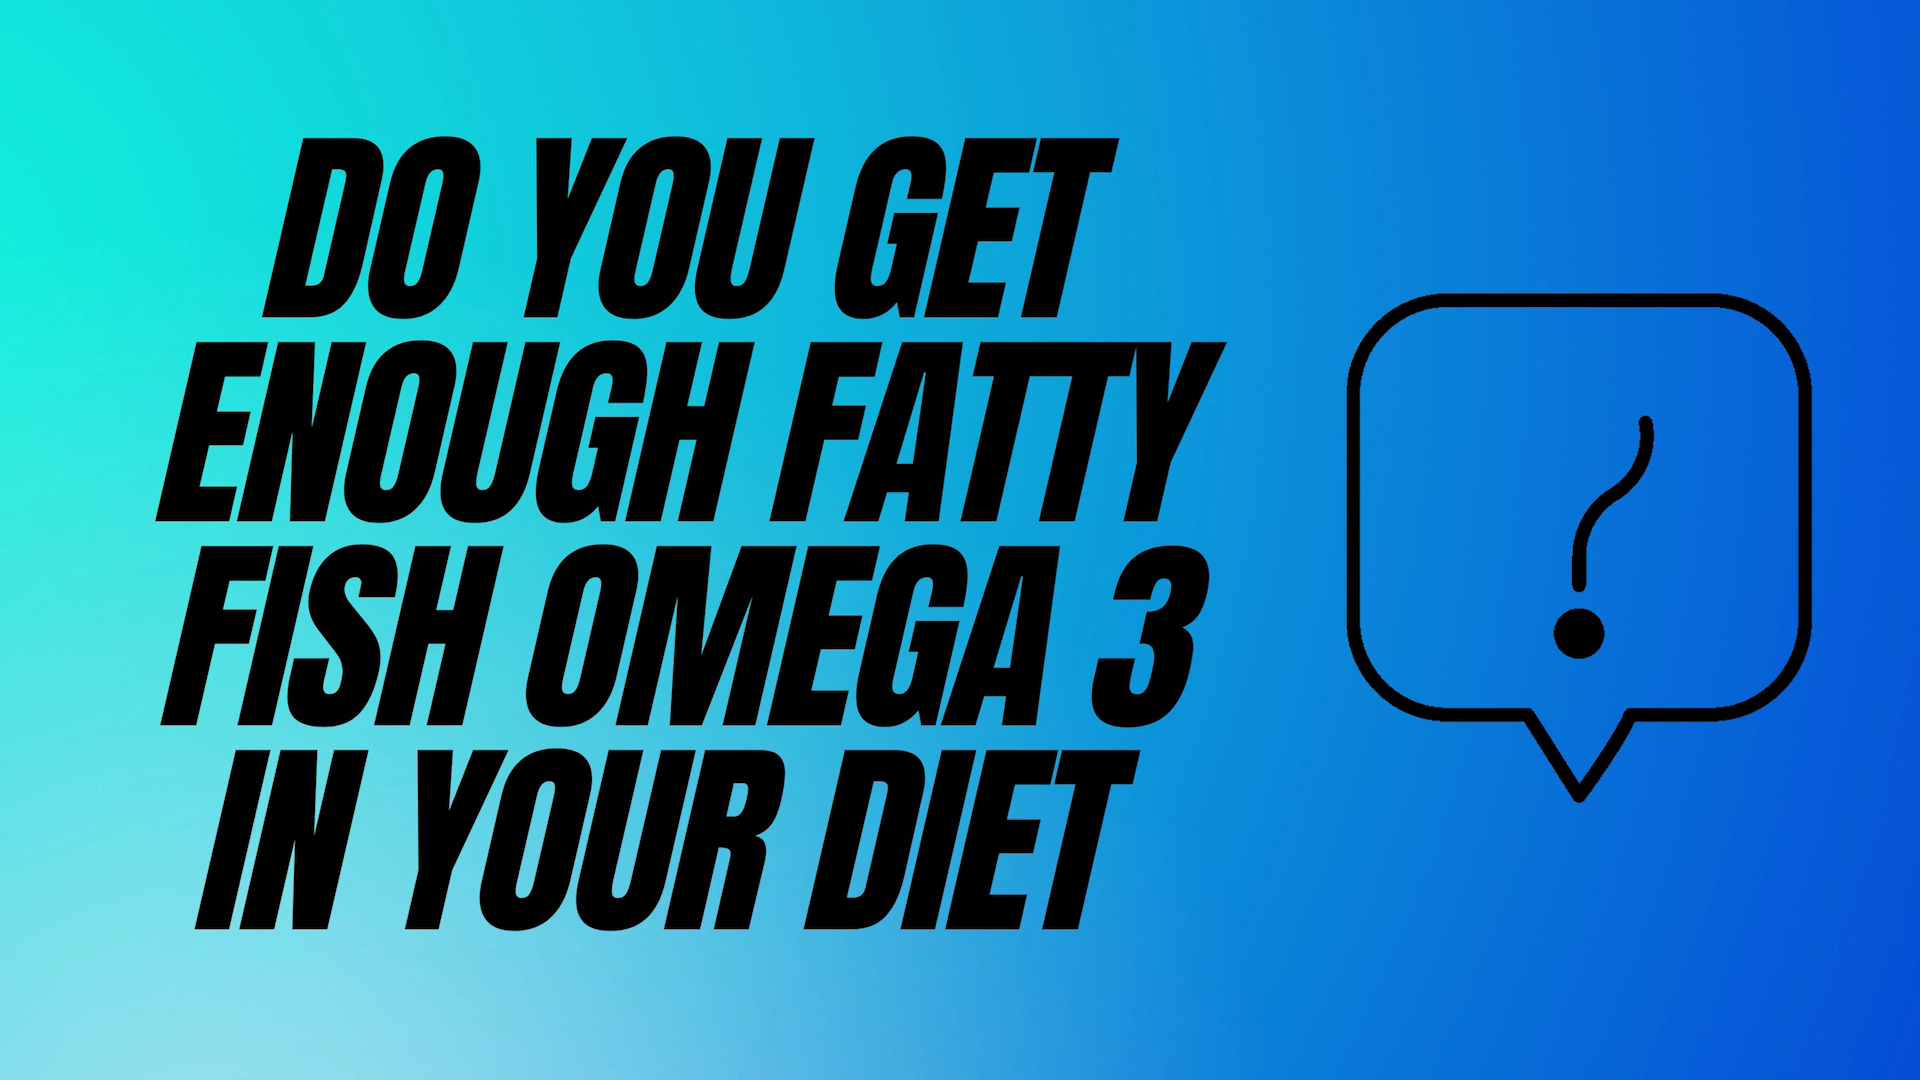 DO YOU GET
ENOUGH FATTY
FISH OMEGA 3
IN YOUR DIET
?